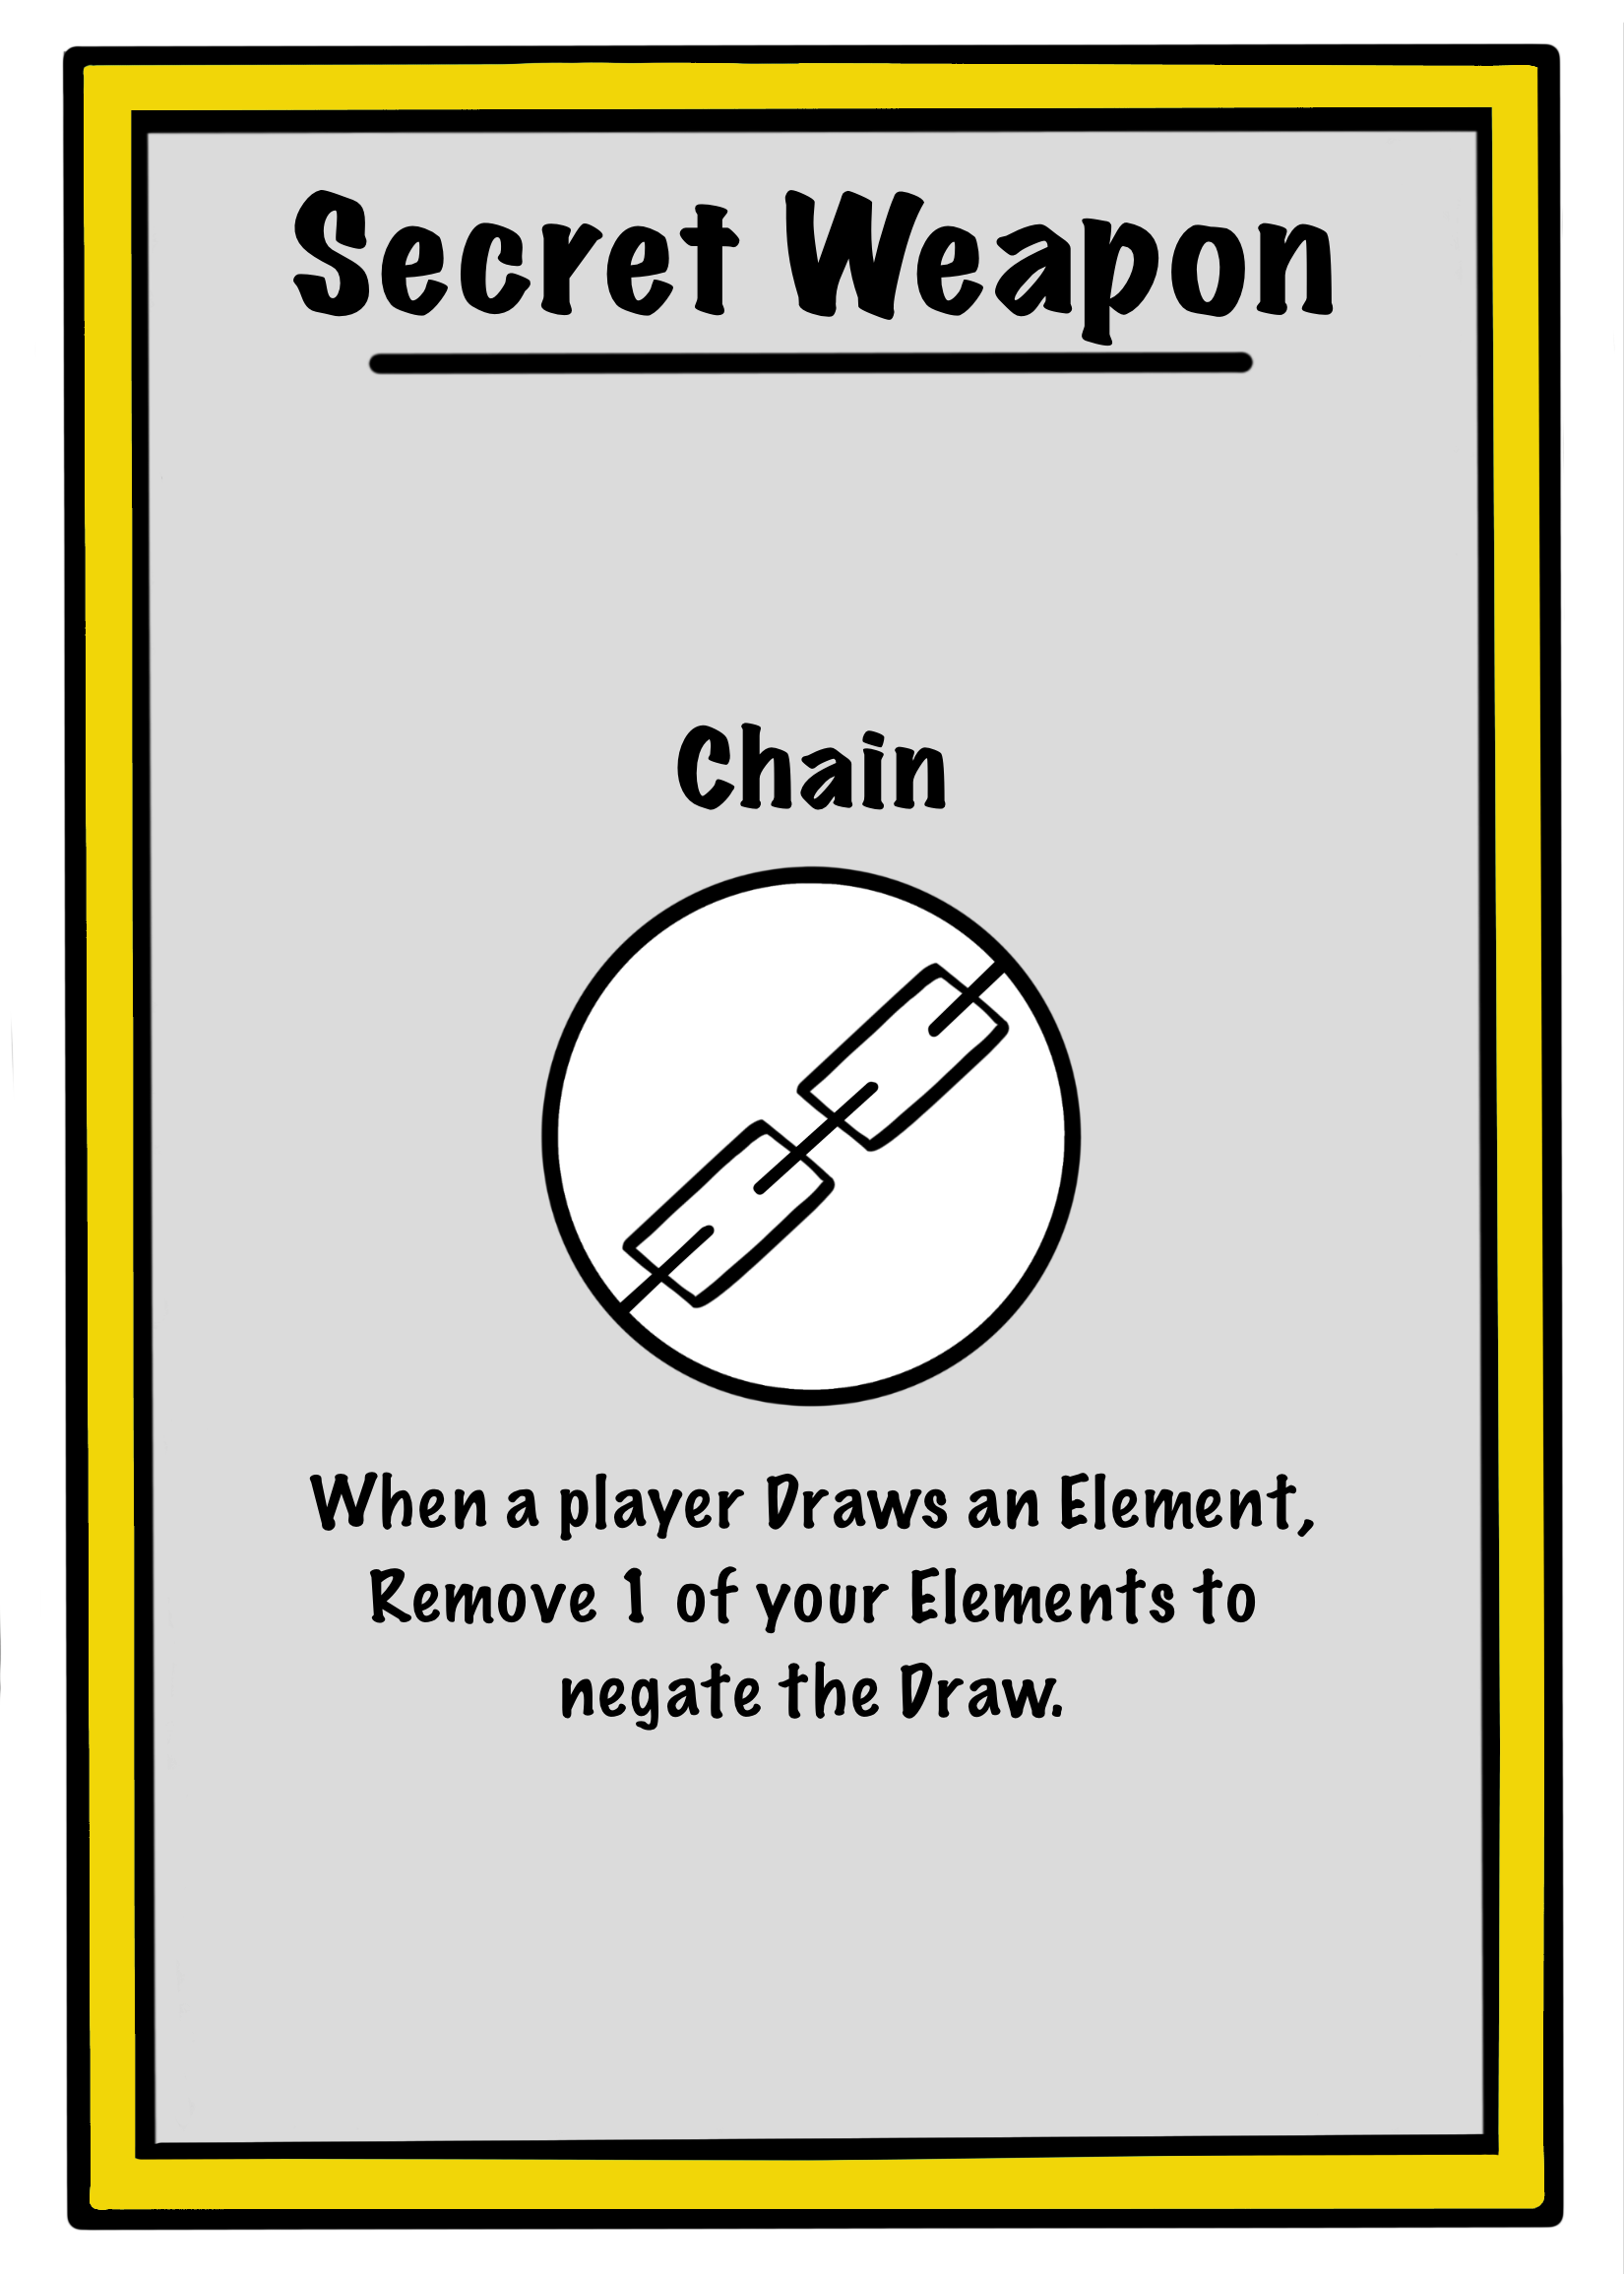 Secret Weapon
Chain
When a player Draws an Element,
Remove 1 of your Elements to
negate the Draw.